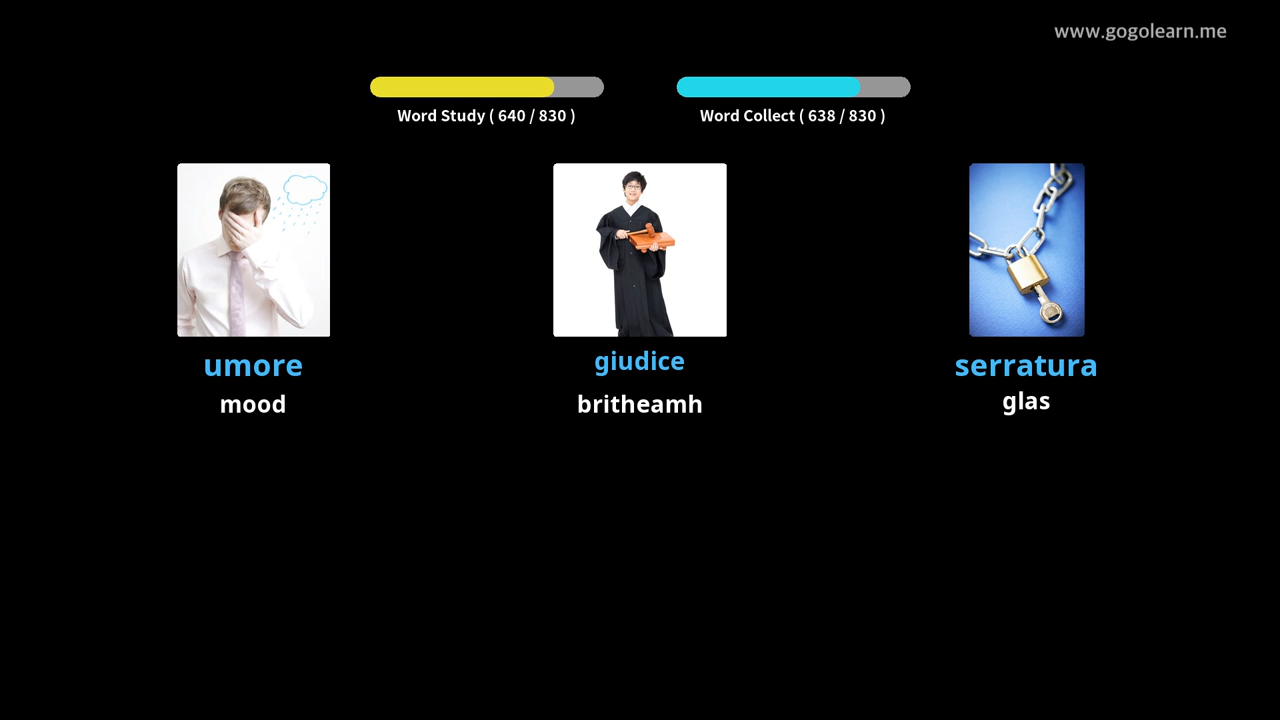 www.gogolearn.me
Word Study ( 640 / 830 )
Word Collect ( 638 / 830 )
umore
giudice
serratura
mood
britheamh
glas